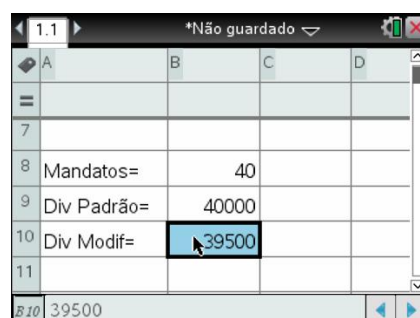 1.1 *Não guardado
A B C D
=
7
8 Mandatos= 40
9 Div Padrão= 40000
10 Div Modif= 39500
11
B10 39500